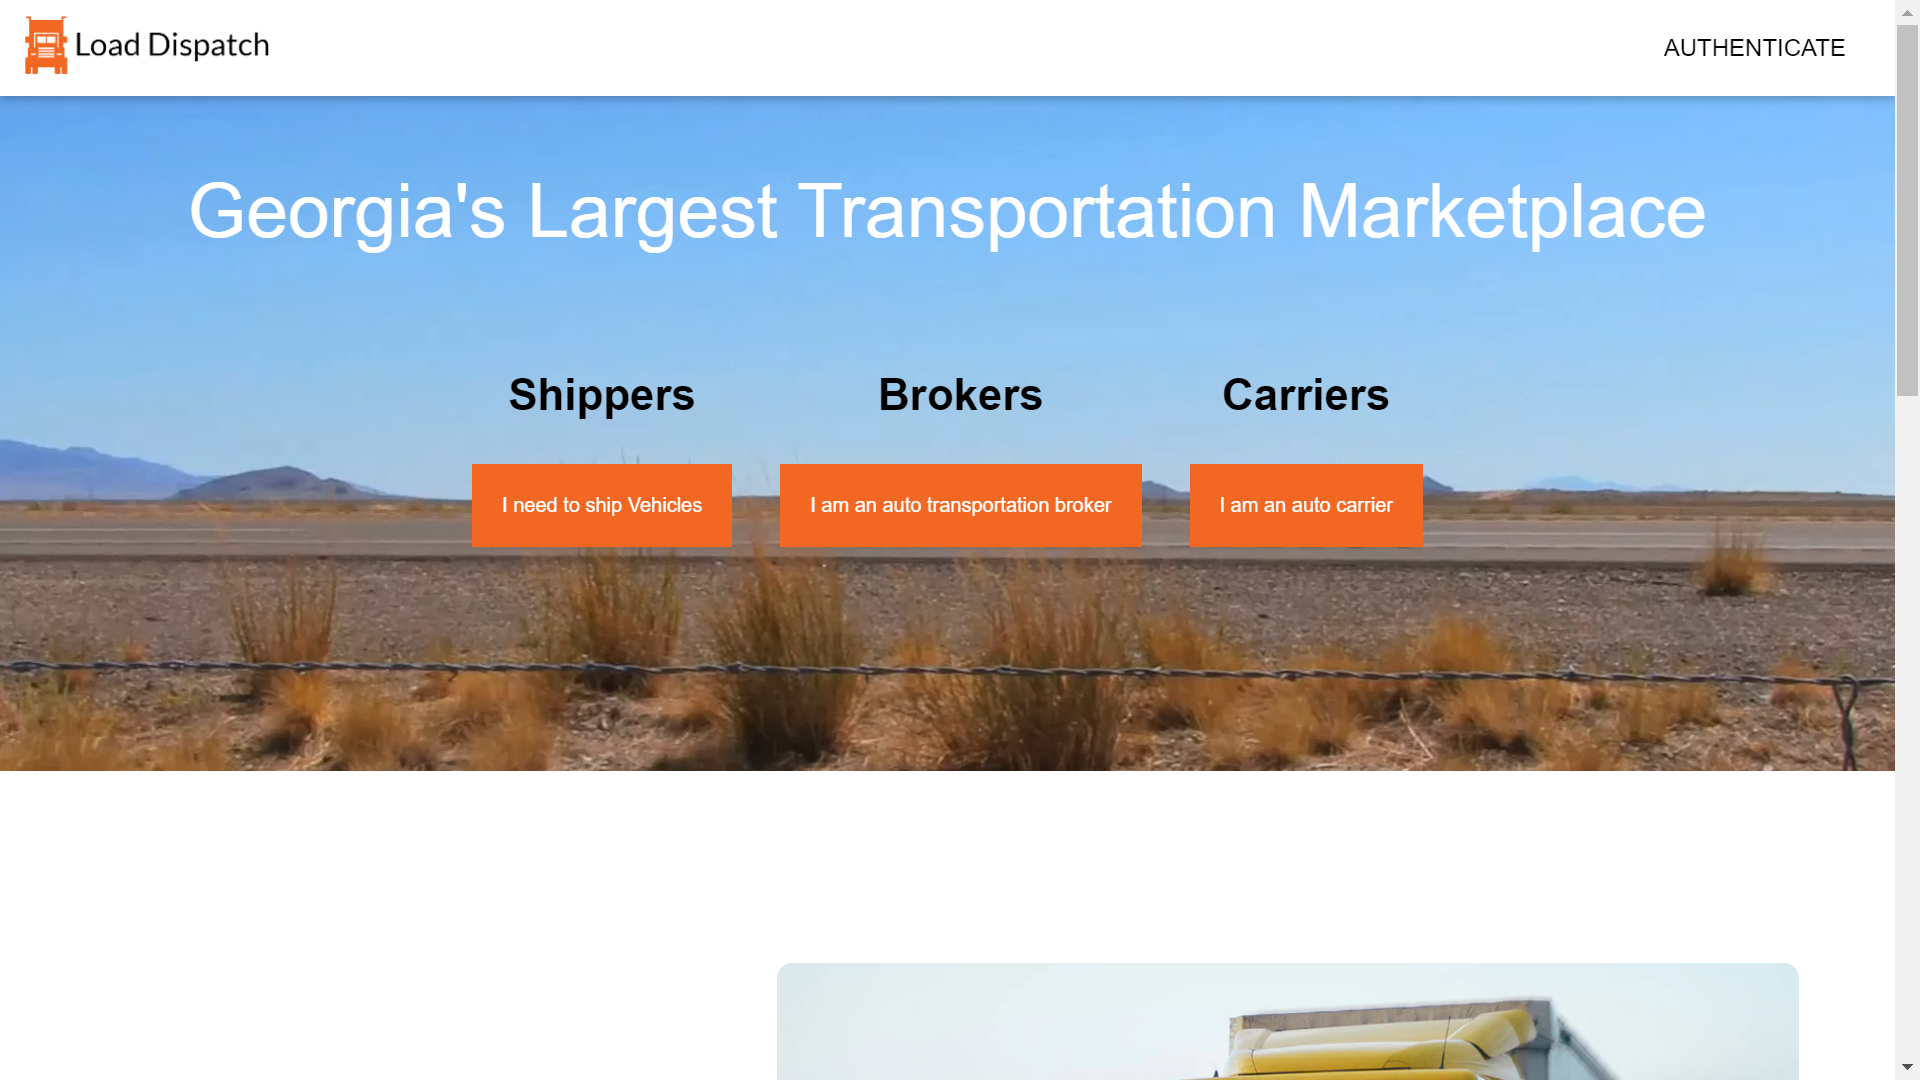 Load Dispatch
AUTHENTICATE
Georgia's Largest Transportation Marketplace
Shippers
Brokers
Carriers
I need to ship Vehicles
I am an auto transportation broker
I am an auto carrier